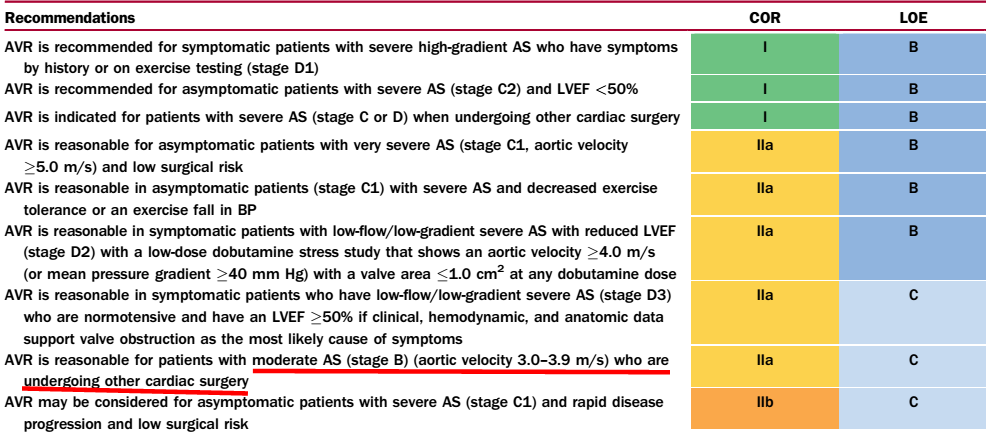 Recommendations COR LOE
AVR is recommended for symptomatic patients with severe high-gradient AS who have symptoms I B
by history or on exercise testing (stage D1)
AVR is recommended for asymptomatic patients with severe AS (stage C2) and LVEF <50% I B
AVR is indicated for patients with severe AS (stage C or D) when undergoing other cardiac surgery I B
AVR is reasonable for asymptomatic patients with very severe AS (stage C1, aortic velocity IIa B
≥5.0 m/s) and low surgical risk
AVR is reasonable in asymptomatic patients (stage C1) with severe AS and decreased exercise IIa B
tolerance or an exercise fall in BP
AVR is reasonable in symptomatic patients with low-flow/low-gradient severe AS with reduced LVEF IIa B
(stage D2) with a low-dose dobutamine stress study that shows an aortic velocity ≥4.0 m/s
(or mean pressure gradient ≥40 mm Hg) with a valve area ≤1.0 cm² at any dobutamine dose
AVR is reasonable in symptomatic patients who have low-flow/low-gradient severe AS (stage D3) IIa C
who are normotensive and have an LVEF ≥50% if clinical, hemodynamic, and anatomic data
support valve obstruction as the most likely cause of symptoms
AVR is reasonable for patients with moderate AS (stage B) (aortic velocity 3.0–3.9 m/s) who are IIa C
undergoing other cardiac surgery
AVR may be considered for asymptomatic patients with severe AS (stage C1) and rapid disease IIb C
progression and low surgical risk